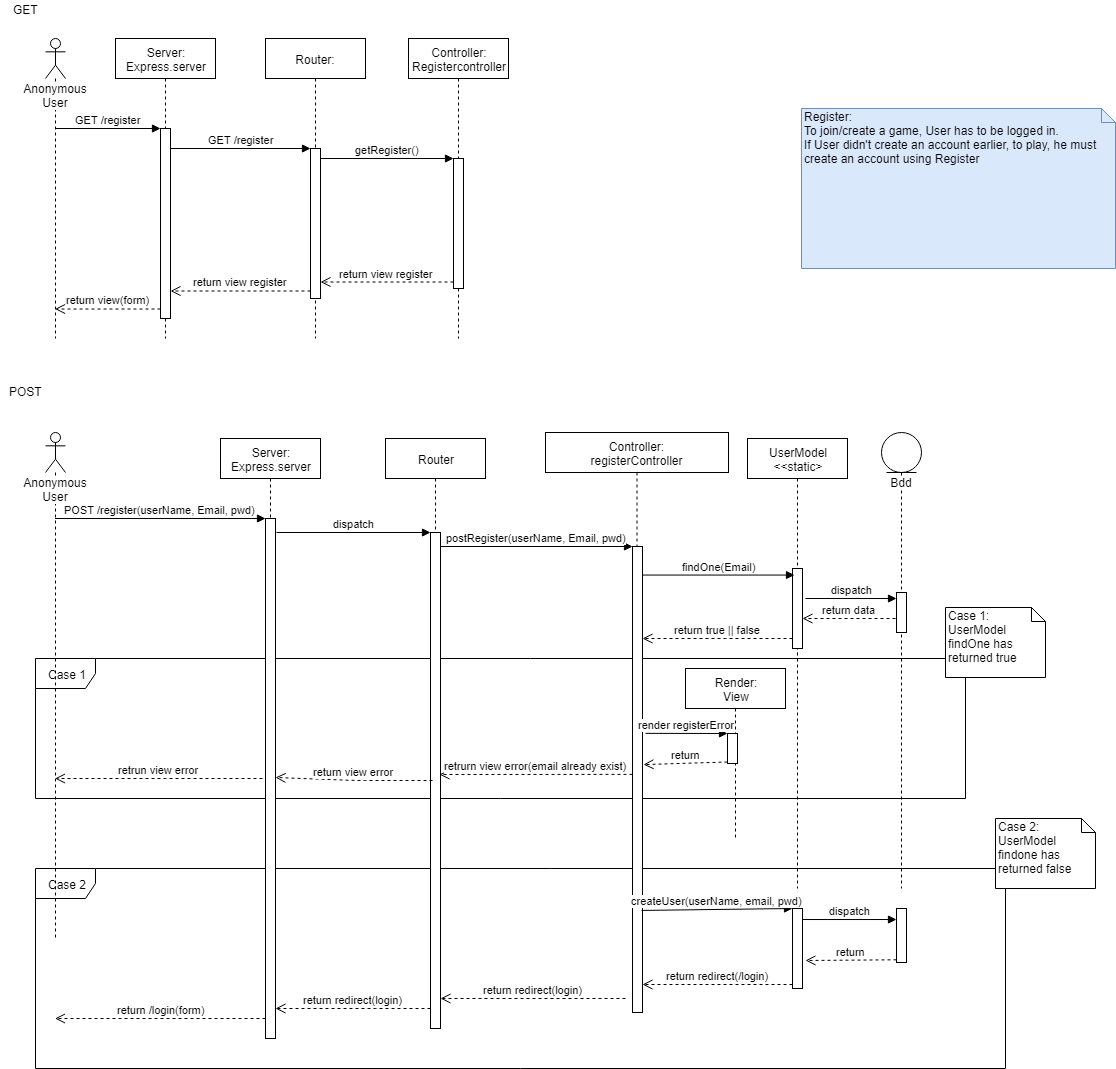 GET
Anonymous
User
Server:
Express.server
Router:
Controller:
Registercontroller
GET /register
GET /register
getRegister()
return view register
return view register
return view(form)
Register:
To join/create a game, User has to be logged in.
If User didn't create an account earlier, to play, he must
create an account using Register
POST
Anonymous
User
Server:
Express.server
Router
Controller:
registerController
UserModel
<<static>
Bdd
POST /register(userName, Email, pwd)
dispatch
postRegister(userName, Email, pwd)
findOne(Email)
dispatch
return data
return true || false
Case 1:
UserModel
findOne has
returned true
Case 1
Render:
View
render registerError
return
retrurn view error(email already exist)
return view error
retrun view error
Case 2:
UserModel
findone has
returned false
Case 2
createUser(userName, email, pwd)
dispatch
return
return redirect(/login)
return redirect(login)
return redirect(login)
return /login(form)